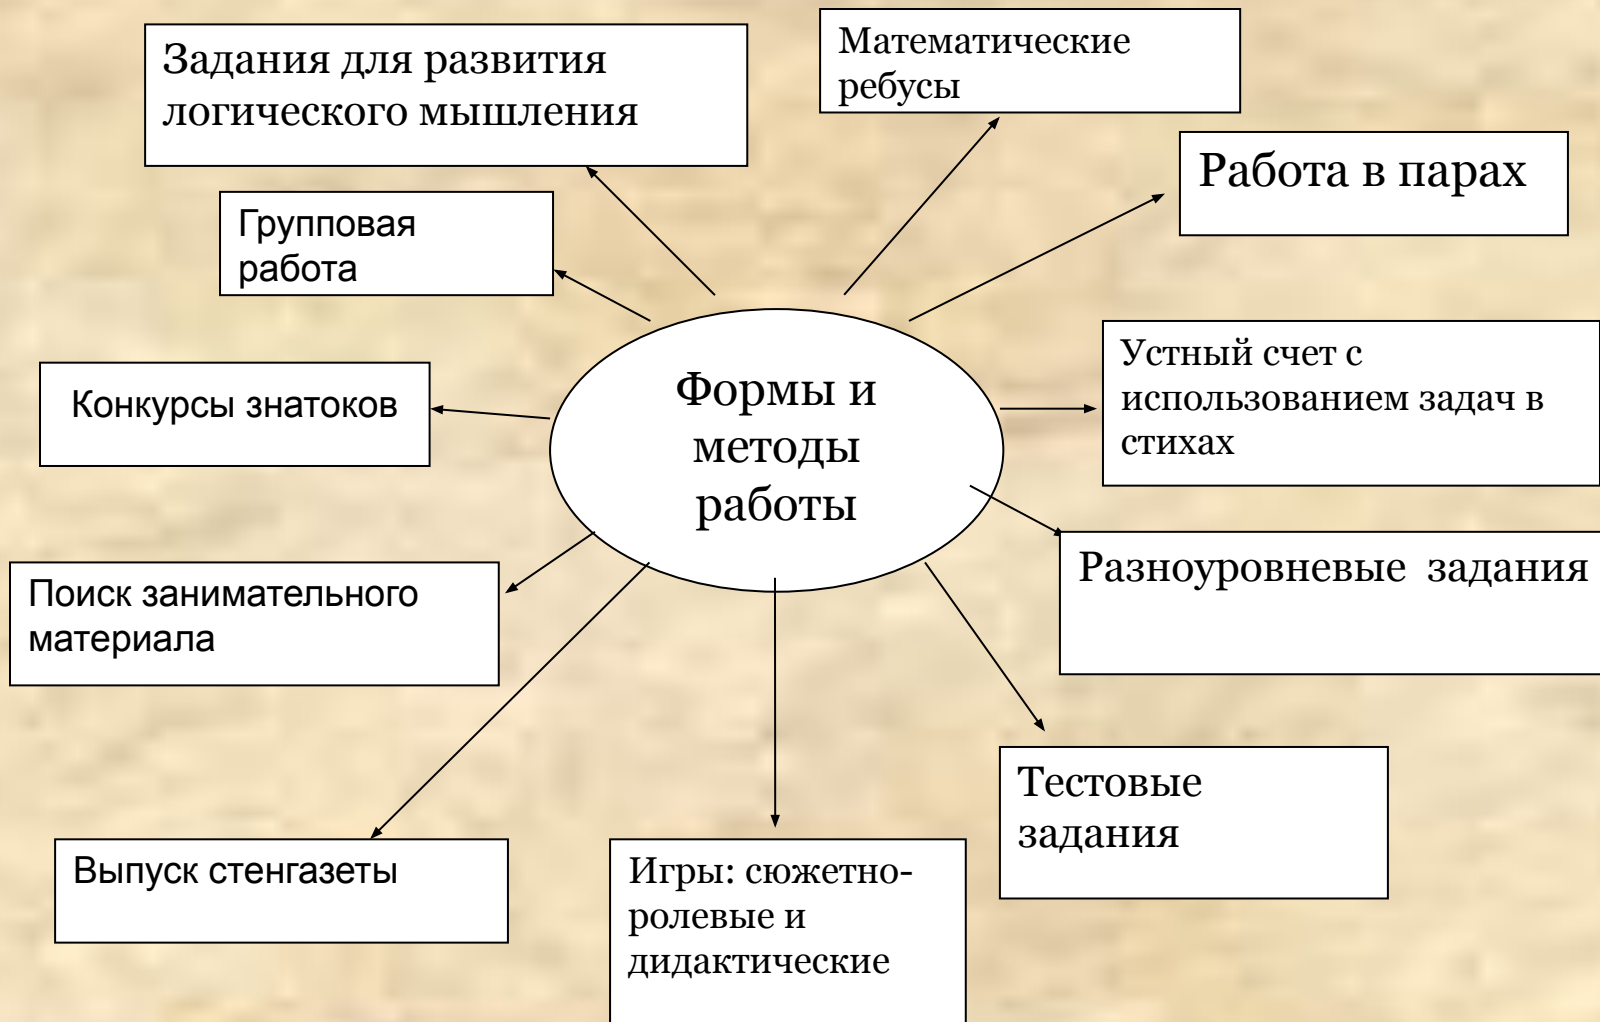 Задания для развития
логического мышления
Математические
ребусы
Работа в парах
Групповая
работа
Устный счет с
использованием задач в
стихах
Конкурсы знатоков
Формы и
методы
работы
Разноуровневые  задания
Поиск занимательного
материала
Тестовые
задания
Выпуск стенгазеты
Игры: сюжетно-
ролевые и
дидактические